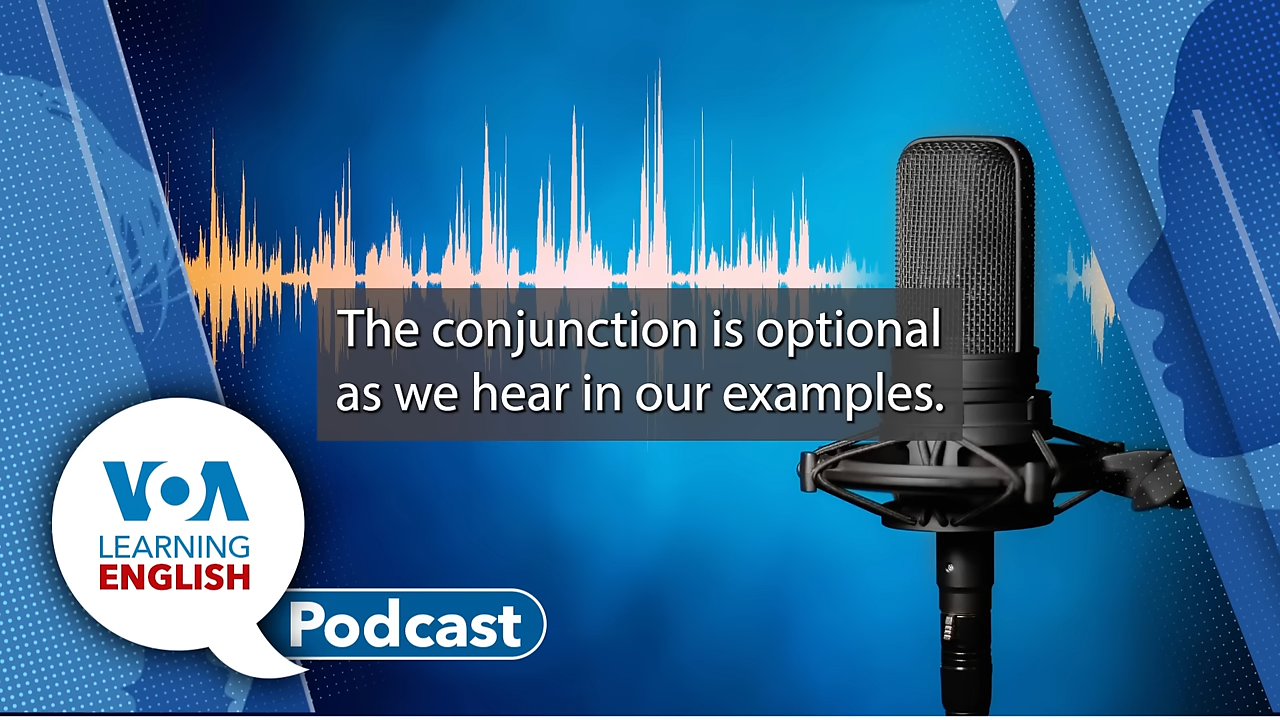 The conjunction is optional
as we hear in our examples.
VOA
LEARNING
ENGLISH
Podcast